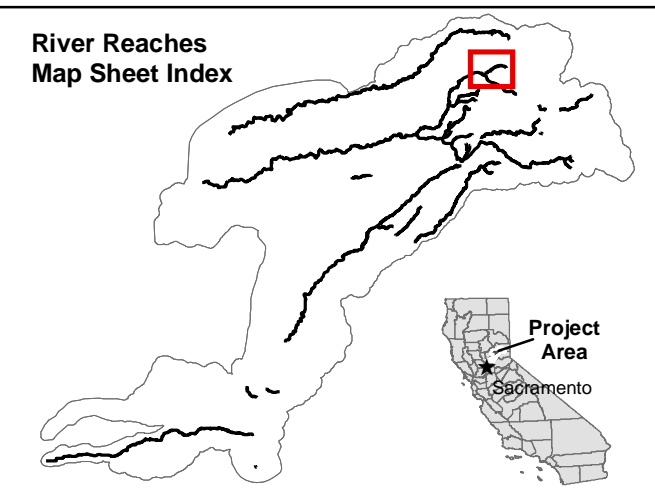 River Reaches
Map Sheet Index
Project
Area
Sacramento